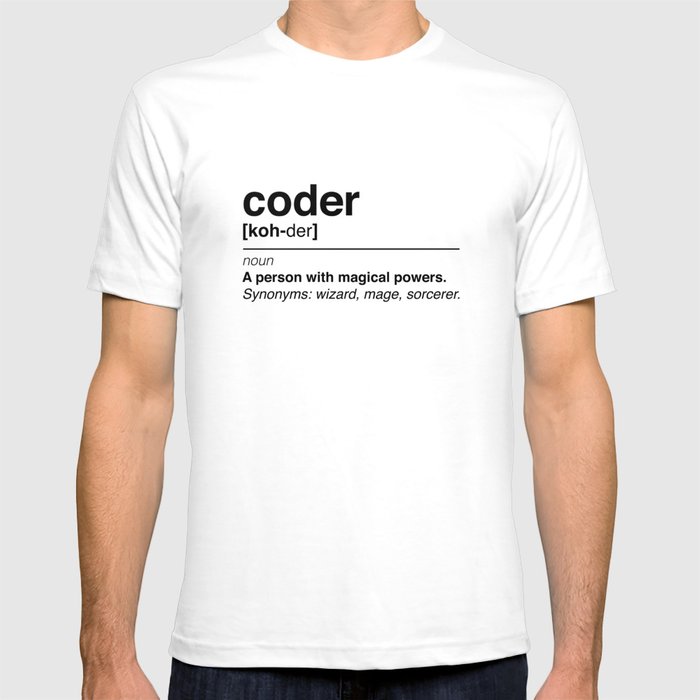 coder
[koh-der]
noun
A person with magical powers.
Synonyms: wizard, mage, sorcerer.